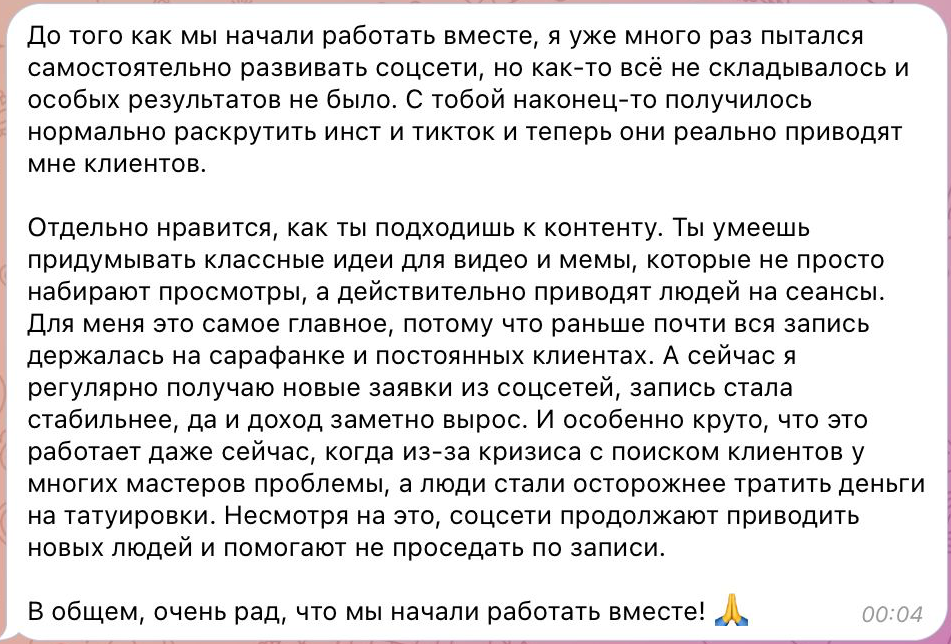 До того как мы начали работать вместе, я уже много раз пытался
самостоятельно развивать соцсети, но как-то всё не складывалось и
особых результатов не было. С тобой наконец-то получилось
нормально раскрутить инст и тикток и теперь они реально приводят
мне клиентов.

Отдельно нравится, как ты подходишь к контенту. Ты умеешь
придумывать классные идеи для видео и мемы, которые не просто
набирают просмотры, а действительно приводят людей на сеансы.
Для меня это самое главное, потому что раньше почти вся запись
держалась на сарафанке и постоянных клиентах. А сейчас я
регулярно получаю новые заявки из соцсетей, запись стала
стабильнее, да и доход заметно вырос. И особенно круто, что это
работает даже сейчас, когда из-за кризиса с поиском клиентов у
многих мастеров проблемы, а люди стали осторожнее тратить деньги
на татуировки. Несмотря на это, соцсети продолжают приводить
новых людей и помогают не проседать по записи.

В общем, очень рад, что мы начали работать вместе! 🙏 00:04